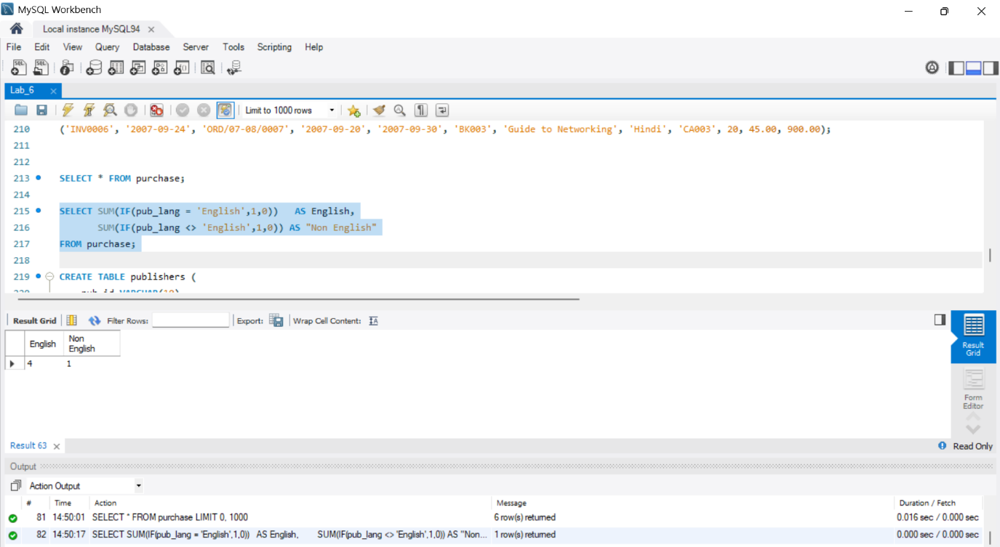 MySQL Workbench
Local instance MySQL94
File Edit View Query Database Server Tools Scripting Help
Lab_6
Limit to 1000 rows
210 ('INV0006', '2007-09-24', 'ORD/07-08/0007', '2007-09-20', '2007-09-30', 'BK003', 'Guide to Networking', 'Hindi', 'CA003', 20, 45.00, 900.00);
211
212
213 SELECT * FROM purchase;
214
215 SELECT SUM(IF(pub_lang = 'English',1,0)) AS English,
216 SUM(IF(pub_lang <> 'English',1,0)) AS "Non English"
217 FROM purchase;
218
219 CREATE TABLE publishers (
Result Grid Filter Rows: Export: Wrap Cell Content:
English Non English
4 1
Result Grid
Form Editor
Result 63 Read Only
Output
Action Output
# Time Action Message Duration / Fetch
81 14:50:01 SELECT * FROM purchase LIMIT 0, 1000 6 row(s) returned 0.016 sec / 0.000 sec
82 14:50:17 SELECT SUM(IF(pub_lang = 'English',1,0)) AS English, SUM(IF(pub_lang <> 'English',1,0)) AS "Non... 1 row(s) returned 0.000 sec / 0.000 sec